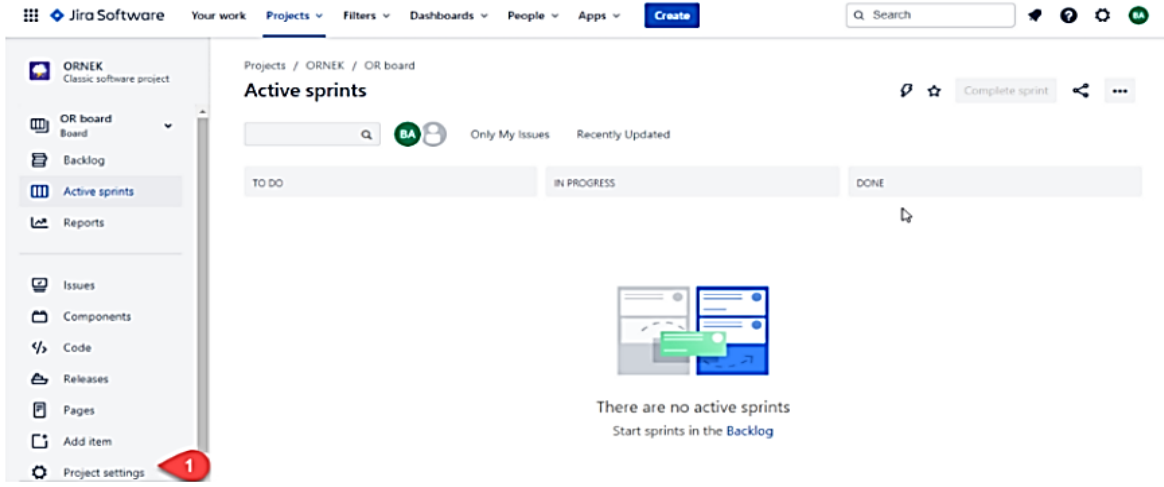 Jira Software Your work Projects Filters Dashboards People Apps Create Search BA
ORNEK
Classic software project
OR board
Board
Backlog
Active sprints
Reports
Issues
Components
Code
Releases
Pages
Add item
Project settings 1
Projects / ORNEK / OR board
Active sprints
Complete sprint
BA Only My Issues Recently Updated
TO DO IN PROGRESS DONE
There are no active sprints
Start sprints in the Backlog